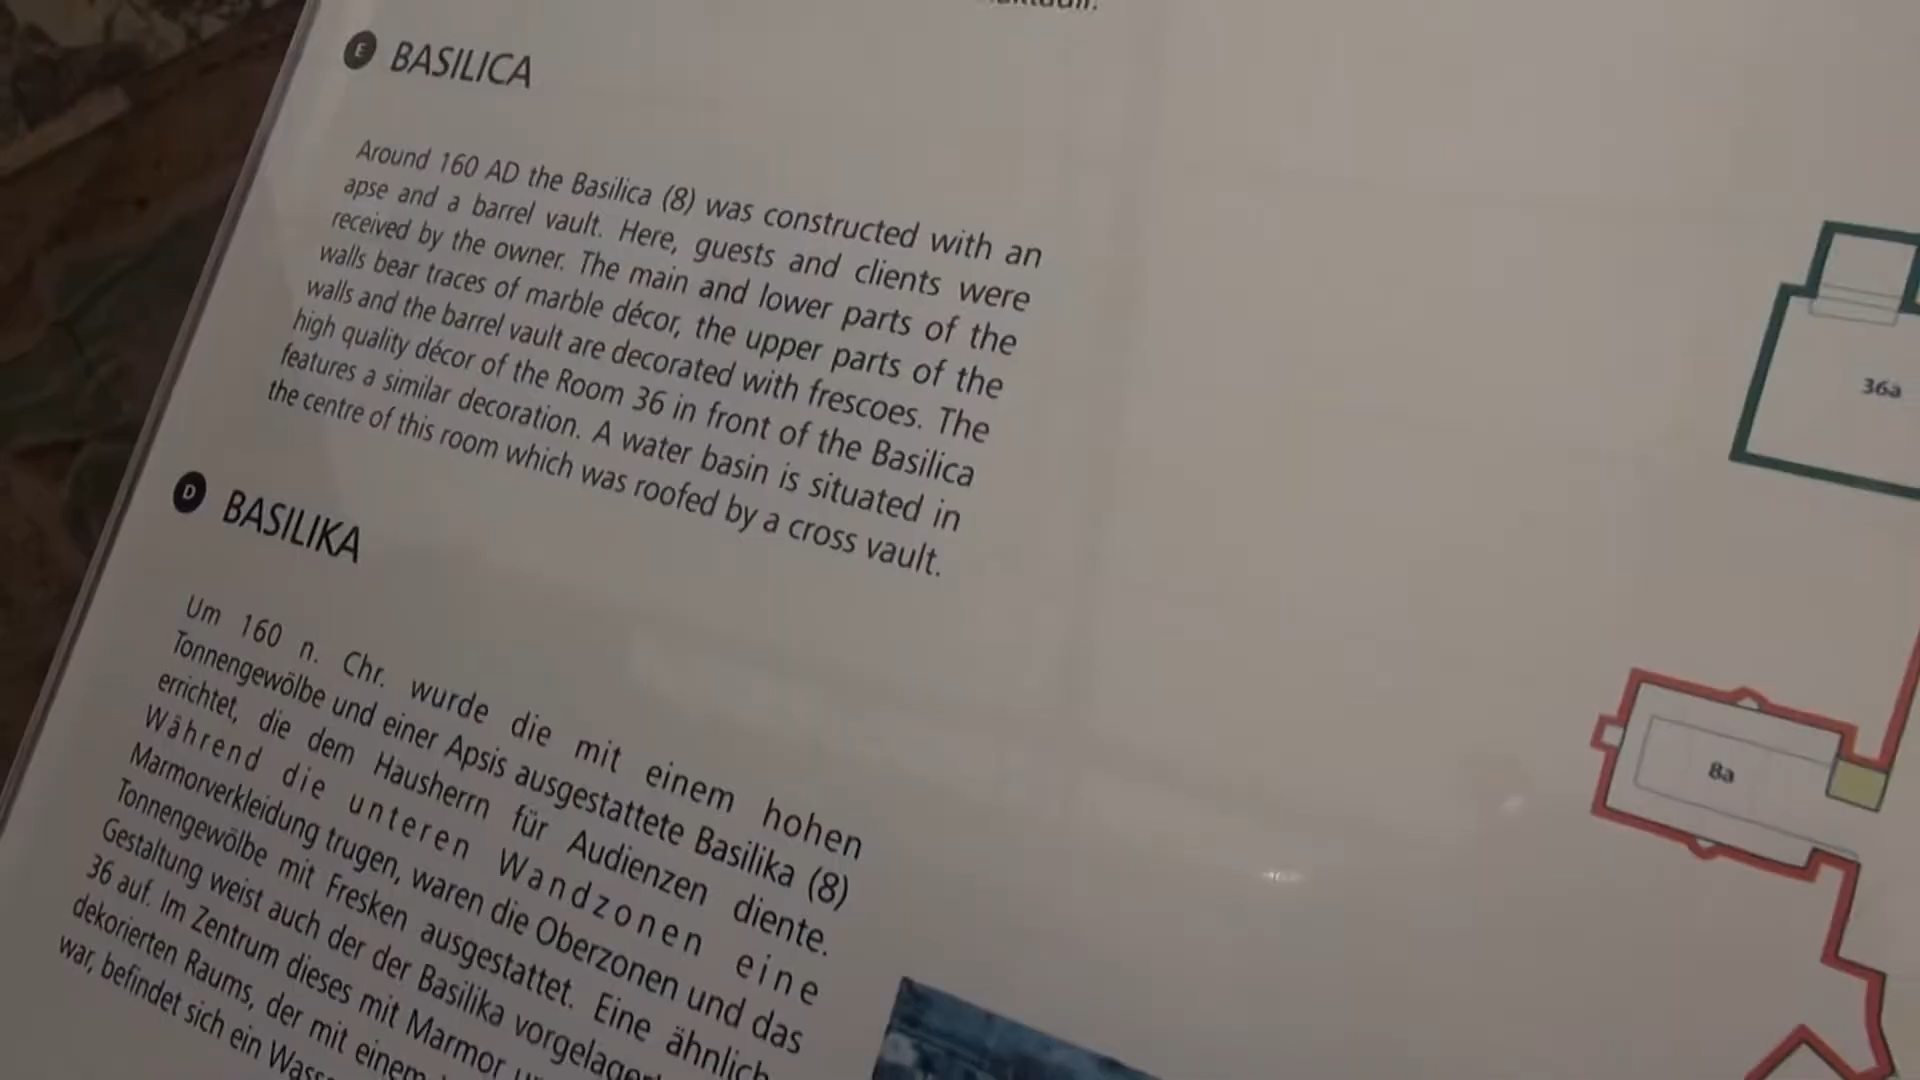 E BASILICA
Around 160 AD the Basilica (8) was constructed with an
apse and a barrel vault. Here, guests and clients were
received by the owner. The main and lower parts of the
walls bear traces of marble décor, the upper parts of the
walls and the barrel vault are decorated with frescoes. The
high quality décor of the Room 36 in front of the Basilica
features a similar decoration. A water basin is situated in
the centre of this room which was roofed by a cross vault.
D BASILIKA
Um 160 n. Chr. wurde die mit einem hohen
Tonnengewölbe und einer Apsis ausgestattete Basilika (8)
errichtet, die dem Hausherrn für Audienzen diente.
Während die unteren Wandzonen eine
Marmorverkleidung trugen, waren die Oberzonen und das
Tonnengewölbe mit Fresken ausgestattet. Eine ähnlich
Gestaltung weist auch der der Basilika
36 auf. Im Zentrum dieses mit Marmor
dekorierten Raums, der mit einem
war, befindet sich ein
36a
8a